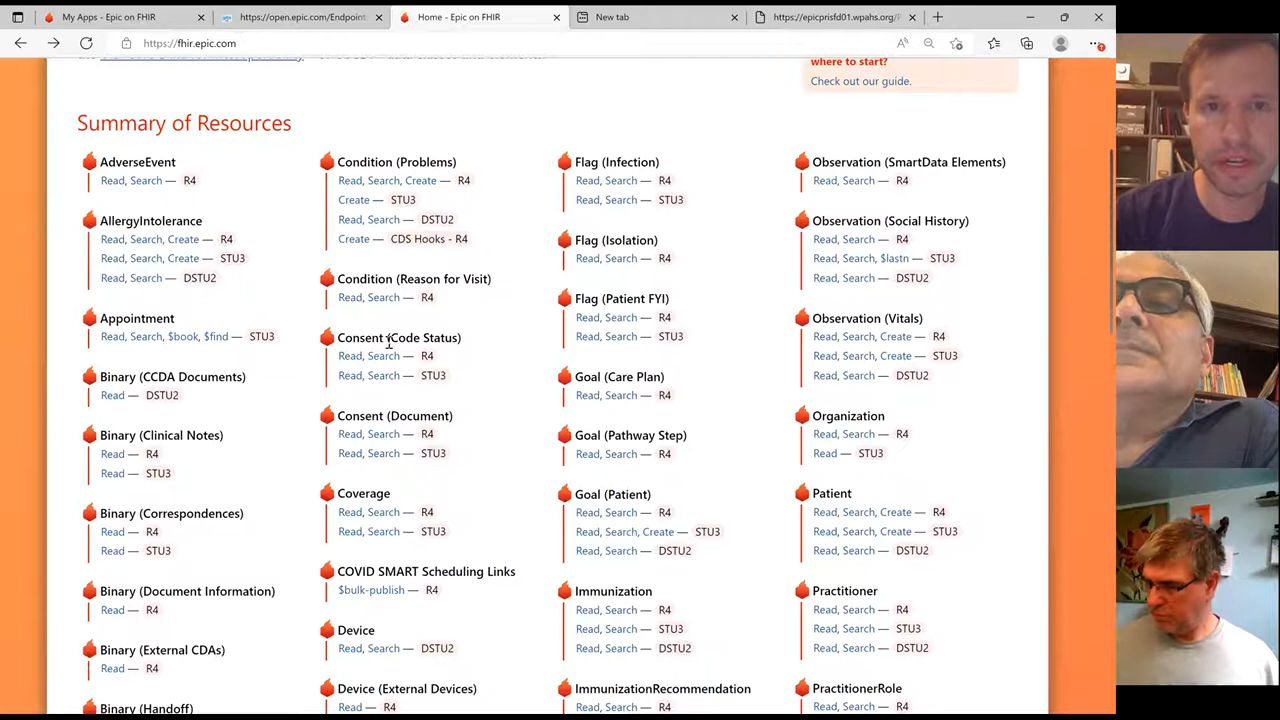 My Apps - Epic on FHIR
https://open.epic.com/Endpoint
Home - Epic on FHIR
New tab
https://epicprisfd01.wpahs.org/
https://fhir.epic.com
where to start?
Check out our guide.
Summary of Resources
AdverseEvent
Read, Search — R4
AllergyIntolerance
Read, Search, Create — R4
Read, Search, Create — STU3
Read, Search — DSTU2
Appointment
Read, Search, $book, $find — STU3
Binary (CCDA Documents)
Read — DSTU2
Binary (Clinical Notes)
Read — R4
Read — STU3
Binary (Correspondences)
Read — R4
Read — STU3
Binary (Document Information)
Read — R4
Binary (External CDAs)
Read — R4
Binary (Handoff)
Condition (Problems)
Read, Search, Create — R4
Create — STU3
Read, Search — DSTU2
Create — CDS Hooks - R4
Condition (Reason for Visit)
Read, Search — R4
Consent (Code Status)
Read, Search — R4
Read, Search — STU3
Consent (Document)
Read, Search — R4
Read, Search — STU3
Coverage
Read, Search — R4
Read, Search — STU3
COVID SMART Scheduling Links
$bulk-publish — R4
Device
Read, Search — DSTU2
Device (External Devices)
Read — R4
Flag (Infection)
Read, Search — R4
Read, Search — STU3
Flag (Isolation)
Read, Search — R4
Flag (Patient FYI)
Read, Search — R4
Read, Search — STU3
Goal (Care Plan)
Read, Search — R4
Goal (Pathway Step)
Read, Search — R4
Goal (Patient)
Read, Search — R4
Read, Search, Create — STU3
Read, Search — DSTU2
Immunization
Read, Search — R4
Read, Search — STU3
Read, Search — DSTU2
ImmunizationRecommendation
Read, Search — R4
Observation (SmartData Elements)
Read, Search — R4
Observation (Social History)
Read, Search — R4
Read, Search, $lastn — STU3
Read, Search — DSTU2
Observation (Vitals)
Read, Search, Create — R4
Read, Search, Create — STU3
Read, Search — DSTU2
Organization
Read, Search — R4
Read — STU3
Patient
Read, Search, Create — R4
Read, Search, Create — STU3
Read, Search — DSTU2
Practitioner
Read, Search — R4
Read, Search — STU3
Read, Search — DSTU2
PractitionerRole
Read, Search — R4